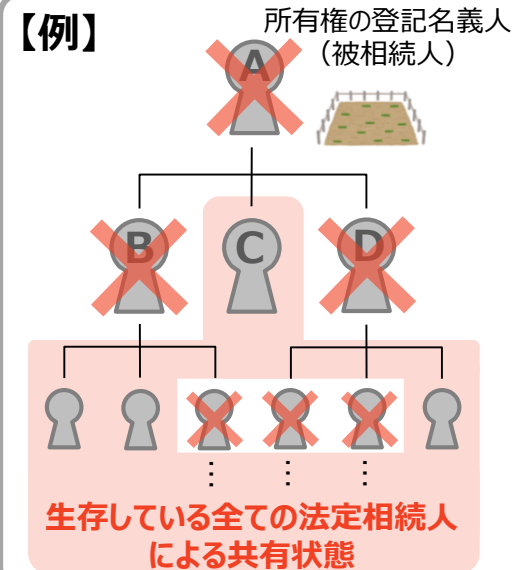 【例】
所有権の登記名義人
（被相続人）
A
B
C
D
⋮
⋮
⋮
生存している全ての法定相続人
による共有状態